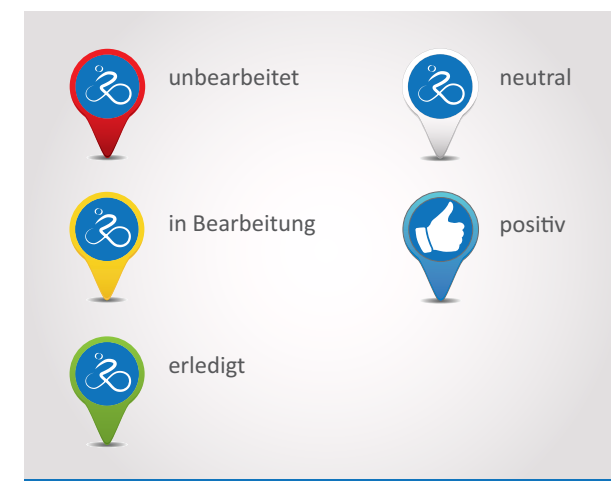 unbearbeitet
neutral
in Bearbeitung
positiv
erledigt